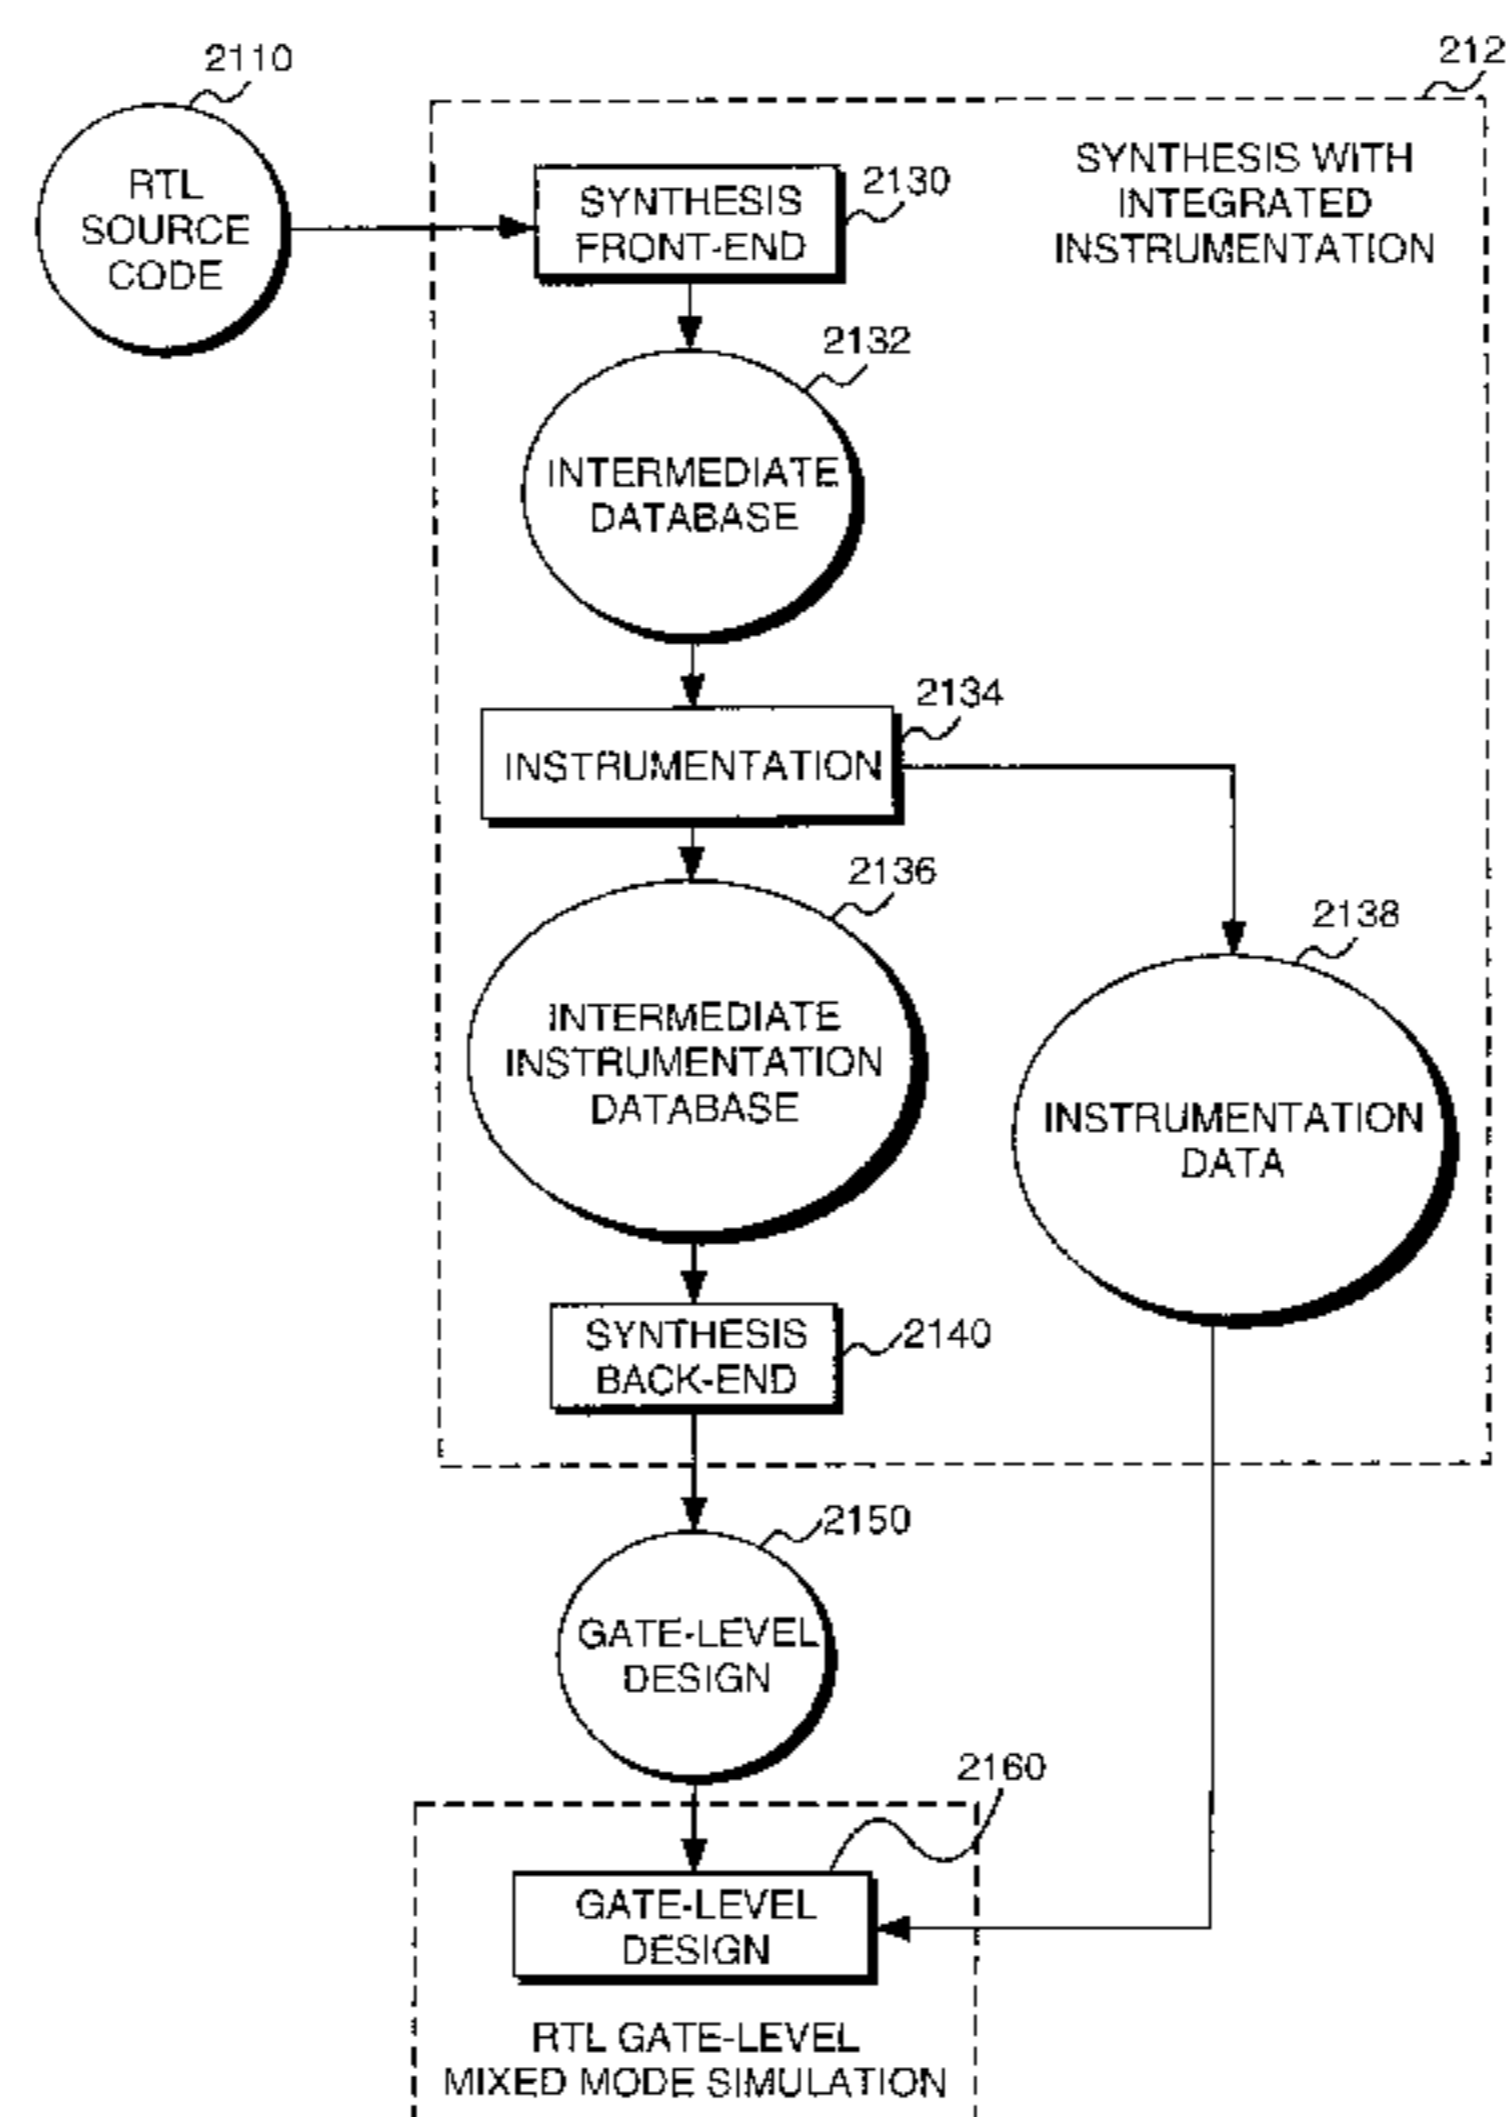 2110
212
RTL
SOURCE
CODE
SYNTHESIS
FRONT-END
2130
SYNTHESIS WITH
INTEGRATED
INSTRUMENTATION
2132
INTERMEDIATE
DATABASE
2134
INSTRUMENTATION
2136
2138
INTERMEDIATE
INSTRUMENTATION
DATABASE
INSTRUMENTATION
DATA
SYNTHESIS
BACK-END
2140
2150
GATE-LEVEL
DESIGN
2160
GATE-LEVEL
DESIGN
RTL GATE-LEVEL
MIXED MODE SIMULATION